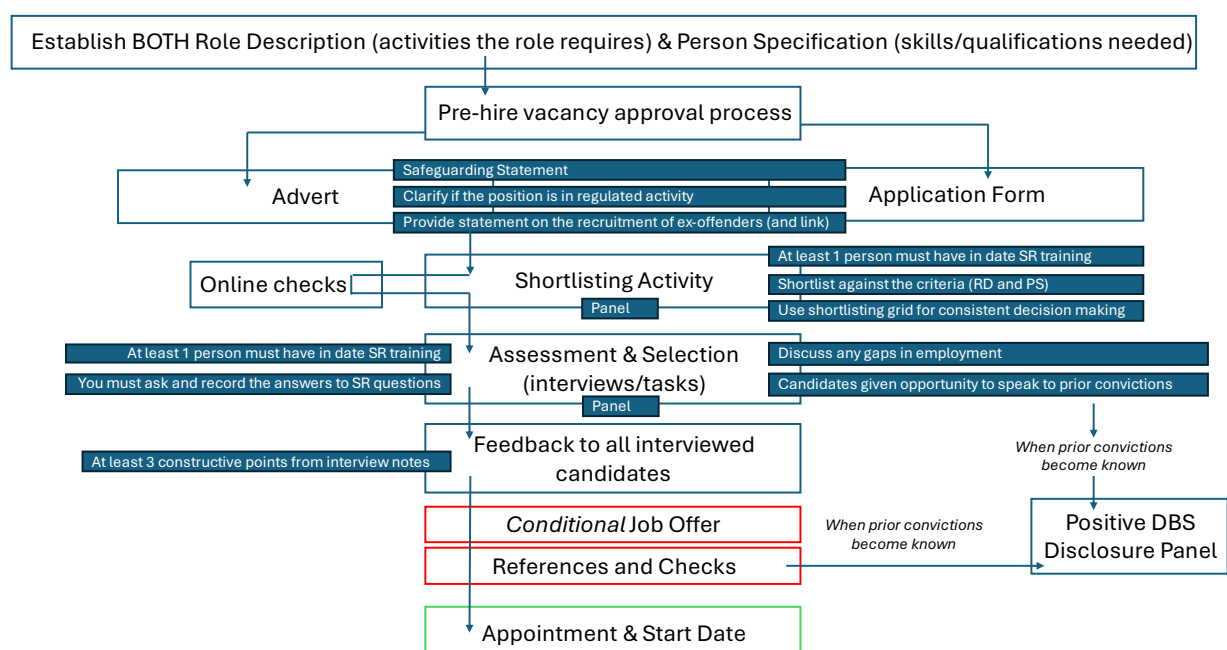 Establish BOTH Role Description (activities the role requires) & Person Specification (skills/qualifications needed)
Pre-hire vacancy approval process
Advert
Safeguarding Statement
Clarify if the position is in regulated activity
Provide statement on the recruitment of ex-offenders (and link)
Application Form
Online checks
Shortlisting Activity
Panel
At least 1 person must have in date SR training
Shortlist against the criteria (RD and PS)
Use shortlisting grid for consistent decision making
At least 1 person must have in date SR training
You must ask and record the answers to SR questions
Assessment & Selection
(interviews/tasks)
Panel
Discuss any gaps in employment
Candidates given opportunity to speak to prior convictions
At least 3 constructive points from interview notes
Feedback to all interviewed
candidates
When prior convictions
become known
Conditional Job Offer
References and Checks
When prior convictions
become known
Positive DBS
Disclosure Panel
Appointment & Start Date